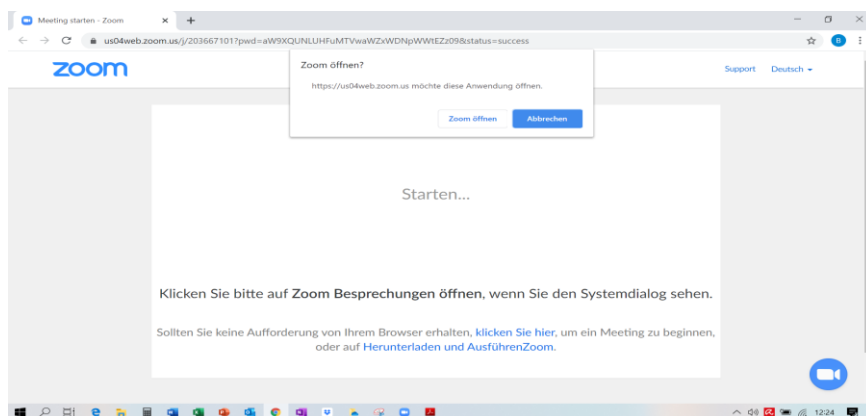 Meeting starten - Zoom
us04web.zoom.us/j/203667101?pwd=aW9XQUNLUHFuMTVwaWZxWDNpWWtEZz09&status=success
B
zoom
Support Deutsch
Zoom öffnen?
https://us04web.zoom.us möchte diese Anwendung öffnen.
Zoom öffnen Abbrechen
Starten...
Klicken Sie bitte auf Zoom Besprechungen öffnen, wenn Sie den Systemdialog sehen.
Sollten Sie keine Aufforderung von Ihrem Browser erhalten, klicken Sie hier, um ein Meeting zu beginnen,
oder auf Herunterladen und AusführenZoom.
12:24